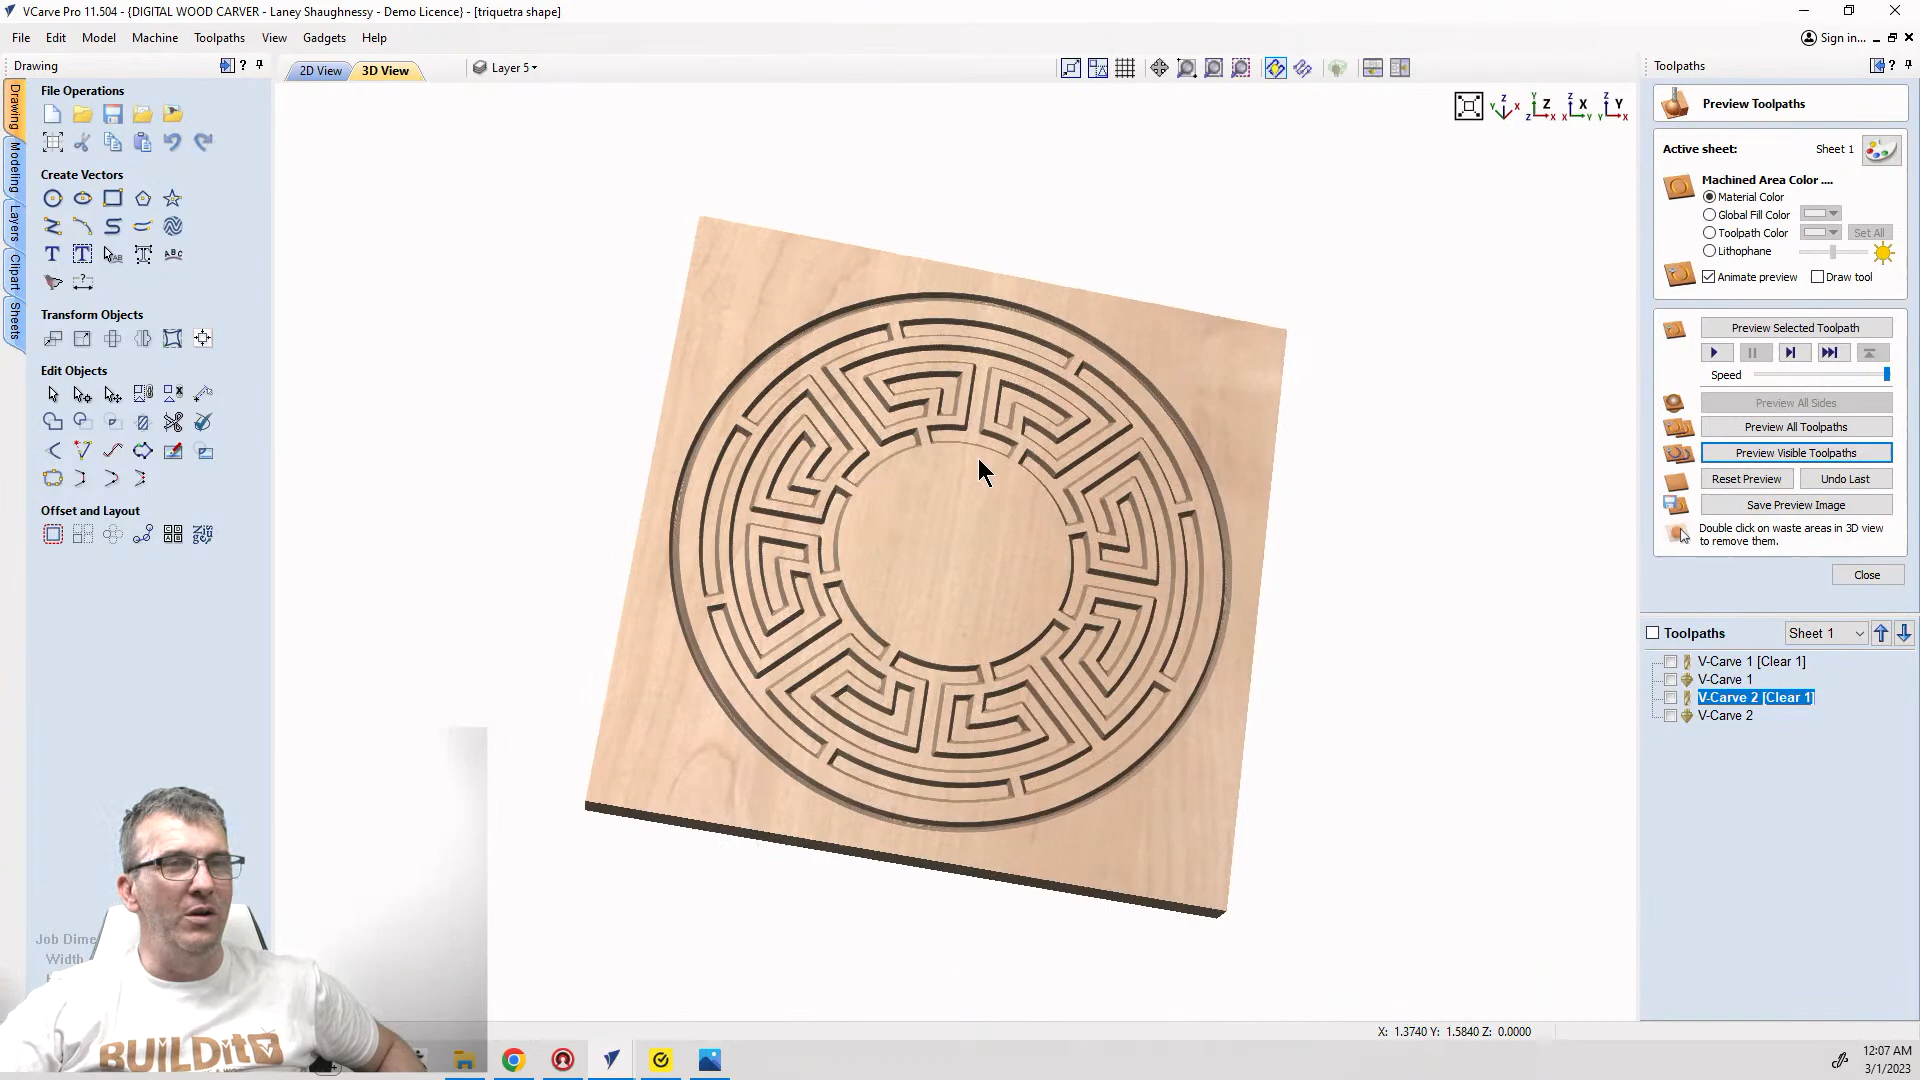 VCarve Pro 11.504 - {DIGITAL WOOD CARVER - Laney Shaughnessy - Demo Licence} - [triquetra shape]
File Edit Model Machine Toolpaths View Gadgets Help
Sign in...
Drawing
2D View
3D View
Layer 5
Toolpaths
Drawing
Modeling
Layers
Clipart
Sheets
File Operations
Create Vectors
Transform Objects
Edit Objects
Offset and Layout
Job Dime
Width
Preview Toolpaths
Active sheet: Sheet 1
Machined Area Color ....
Material Color
Global Fill Color
Toolpath Color
Set All
Lithophane
Animate preview
Draw tool
Preview Selected Toolpath
Speed
Preview All Sides
Preview All Toolpaths
Preview Visible Toolpaths
Reset Preview
Undo Last
Save Preview Image
Double click on waste areas in 3D view
to remove them.
Close
Toolpaths
Sheet 1
V-Carve 1 [Clear 1]
V-Carve 1
V-Carve 2 [Clear 1]
V-Carve 2
BUILDit
X: 1.3740 Y: 1.5840 Z: 0.0000
12:07 AM
3/1/2023